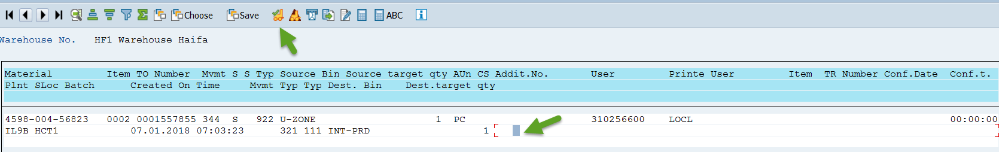 Choose Save ABC
Warehouse No. HF1 Warehouse Haifa
Material Item TO Number Mvmt S S Typ Source Bin Source target qty AUn CS Addit.No. User Printe User Item TR Number Conf.Date Conf.t.
Plnt SLoc Batch Created On Time Mvmt Typ Typ Dest. Bin Dest.target qty
4598-004-56823 0002 0001557855 344 S 922 U-ZONE 1 PC 310256600 LOCL 00:00:00
IL9B HCT1 07.01.2018 07:03:23 321 111 INT-PRD 1